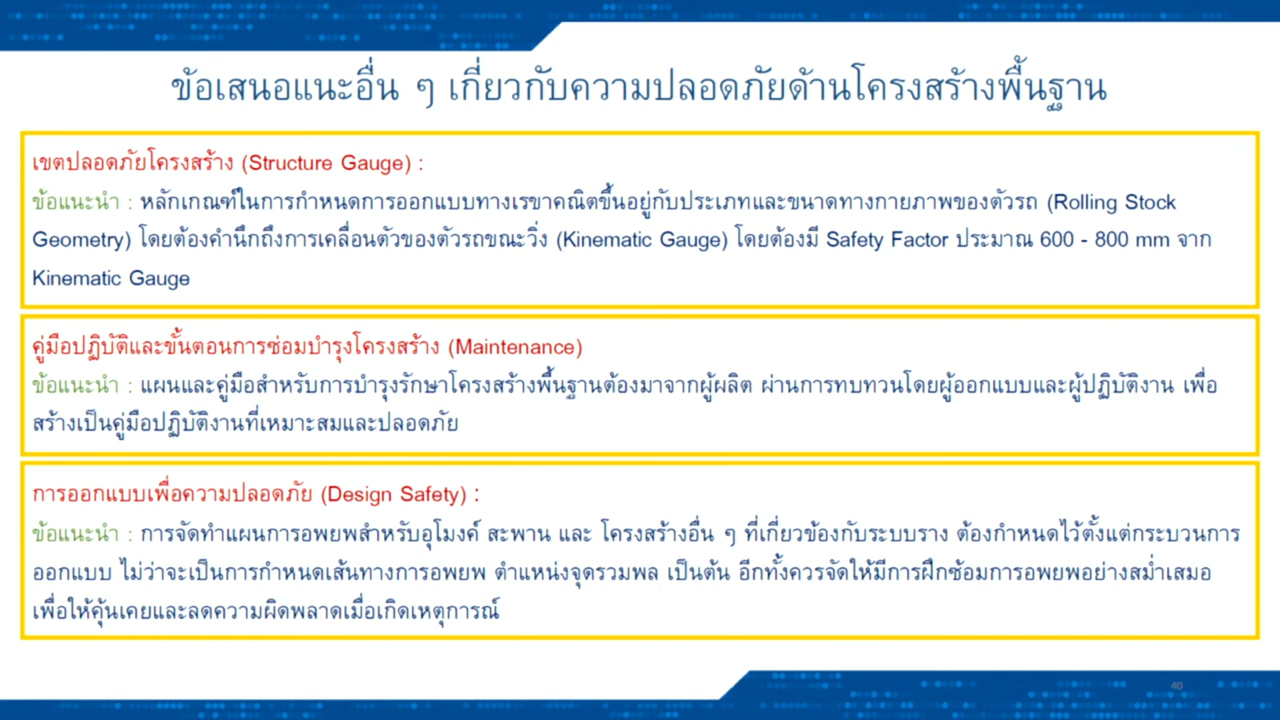 ข้อเสนอแนะอื่น ๆ เกี่ยวกับความปลอดภัยด้านโครงสร้างพื้นฐาน
เขตปลอดภัยโครงสร้าง (Structure Gauge) :
ข้อแนะนำ : หลักเกณฑ์ในการกำหนดการออกแบบทางเรขาคณิตขึ้นอยู่กับประเภทและขนาดทางกายภาพของตัวรถ (Rolling Stock
Geometry) โดยต้องคำนึกถึงการเคลื่อนตัวของตัวรถขณะวิ่ง (Kinematic Gauge) โดยต้องมี Safety Factor ประมาณ 600 - 800 mm จาก
Kinematic Gauge
คู่มือปฏิบัติและขั้นตอนการซ่อมบำรุงโครงสร้าง (Maintenance)
ข้อแนะนำ : แผนและคู่มือสำหรับการบำรุงรักษาโครงสร้างพื้นฐานต้องมาจากผู้ผลิต ผ่านการทบทวนโดยผู้ออกแบบและผู้ปฏิบัติงาน เพื่อ
สร้างเป็นคู่มือปฏิบัติงานที่เหมาะสมและปลอดภัย
การออกแบบเพื่อความปลอดภัย (Design Safety) :
ข้อแนะนำ : การจัดทำแผนการอพยพสำหรับอุโมงค์ สะพาน และ โครงสร้างอื่น ๆ ที่เกี่ยวข้องกับระบบราง ต้องกำหนดไว้ตั้งแต่กระบวนการ
ออกแบบ ไม่ว่าจะเป็นการกำหนดเส้นทางการอพยพ ตำแหน่งจุดรวมพล เป็นต้น อีกทั้งควรจัดให้มีการฝึกซ้อมการอพยพอย่างสม่ำเสมอ
เพื่อให้คุ้นเคยและลดความผิดพลาดเมื่อเกิดเหตุการณ์
40